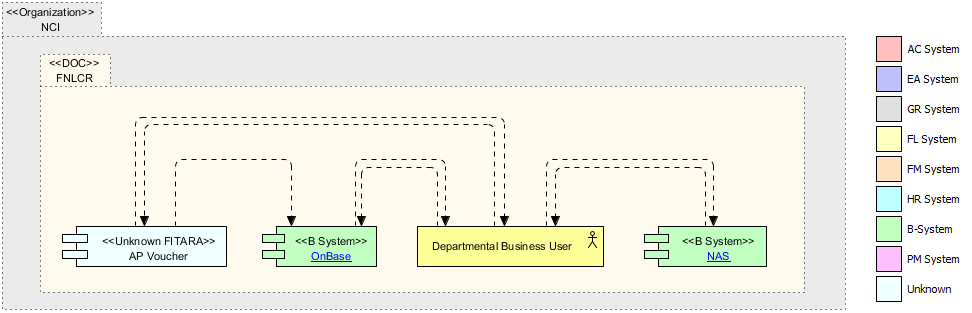 <<Organization>>
NCI
<<DOC>>
FNLCR
<<Unknown FITARA>>
AP Voucher
<<B System>>
OnBase
Departmental Business User
<<B System>>
NAS
AC System
EA System
GR System
FL System
FM System
HR System
B-System
PM System
Unknown